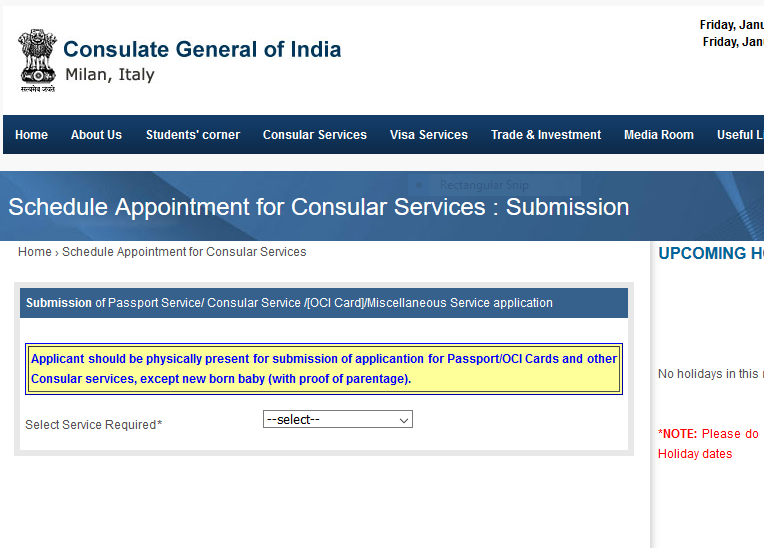 Friday, Janu
Friday, Janu
Consulate General of India
Milan, Italy
सत्यमेव जयते
Home About Us Students' corner Consular Services Visa Services Trade & Investment Media Room Useful Li
Rectangular Snip
Schedule Appointment for Consular Services : Submission
Home › Schedule Appointment for Consular Services
UPCOMING HO
Submission of Passport Service/ Consular Service /[OCI Card]/Miscellaneous Service application
Applicant should be physically present for submission of applicantion for Passport/OCI Cards and other
Consular services, except new born baby (with proof of parentage).
No holidays in this
Select Service Required* --select--
*NOTE: Please do
Holiday dates